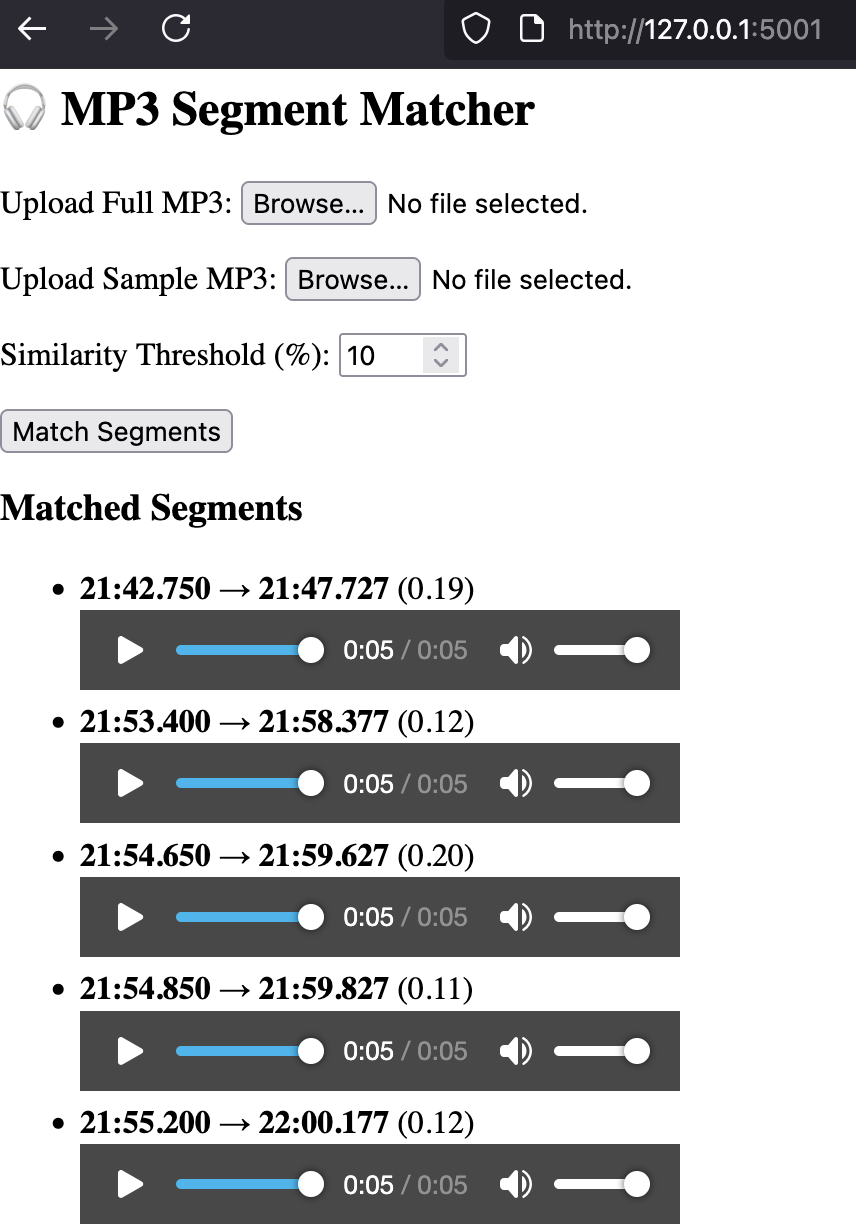 http://127.0.0.1:5001
🎧 MP3 Segment Matcher
Upload Full MP3: Browse... No file selected.
Upload Sample MP3: Browse... No file selected.
Similarity Threshold (%): 10
Match Segments
Matched Segments
• 21:42.750 → 21:47.727 (0.19)
0:05 / 0:05
• 21:53.400 → 21:58.377 (0.12)
0:05 / 0:05
• 21:54.650 → 21:59.627 (0.20)
0:05 / 0:05
• 21:54.850 → 21:59.827 (0.11)
0:05 / 0:05
• 21:55.200 → 22:00.177 (0.12)
0:05 / 0:05